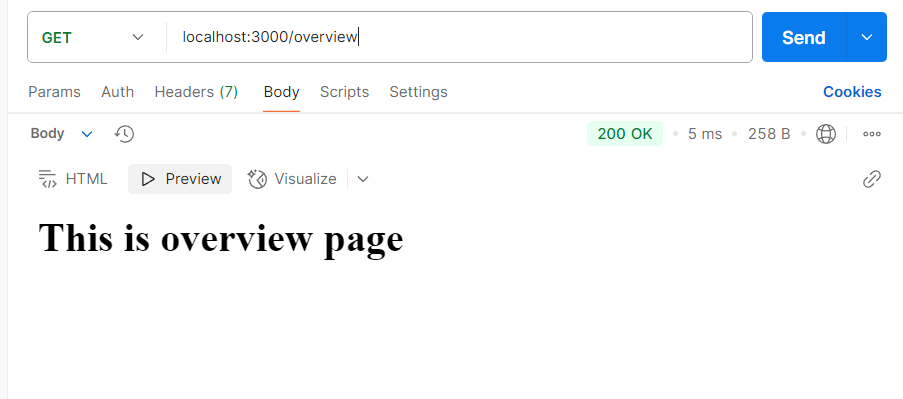 GET localhost:3000/overview Send
Params Auth Headers (7) Body Scripts Settings Cookies
Body 200 OK • 5 ms • 258 B •
HTML Preview Visualize
This is overview page